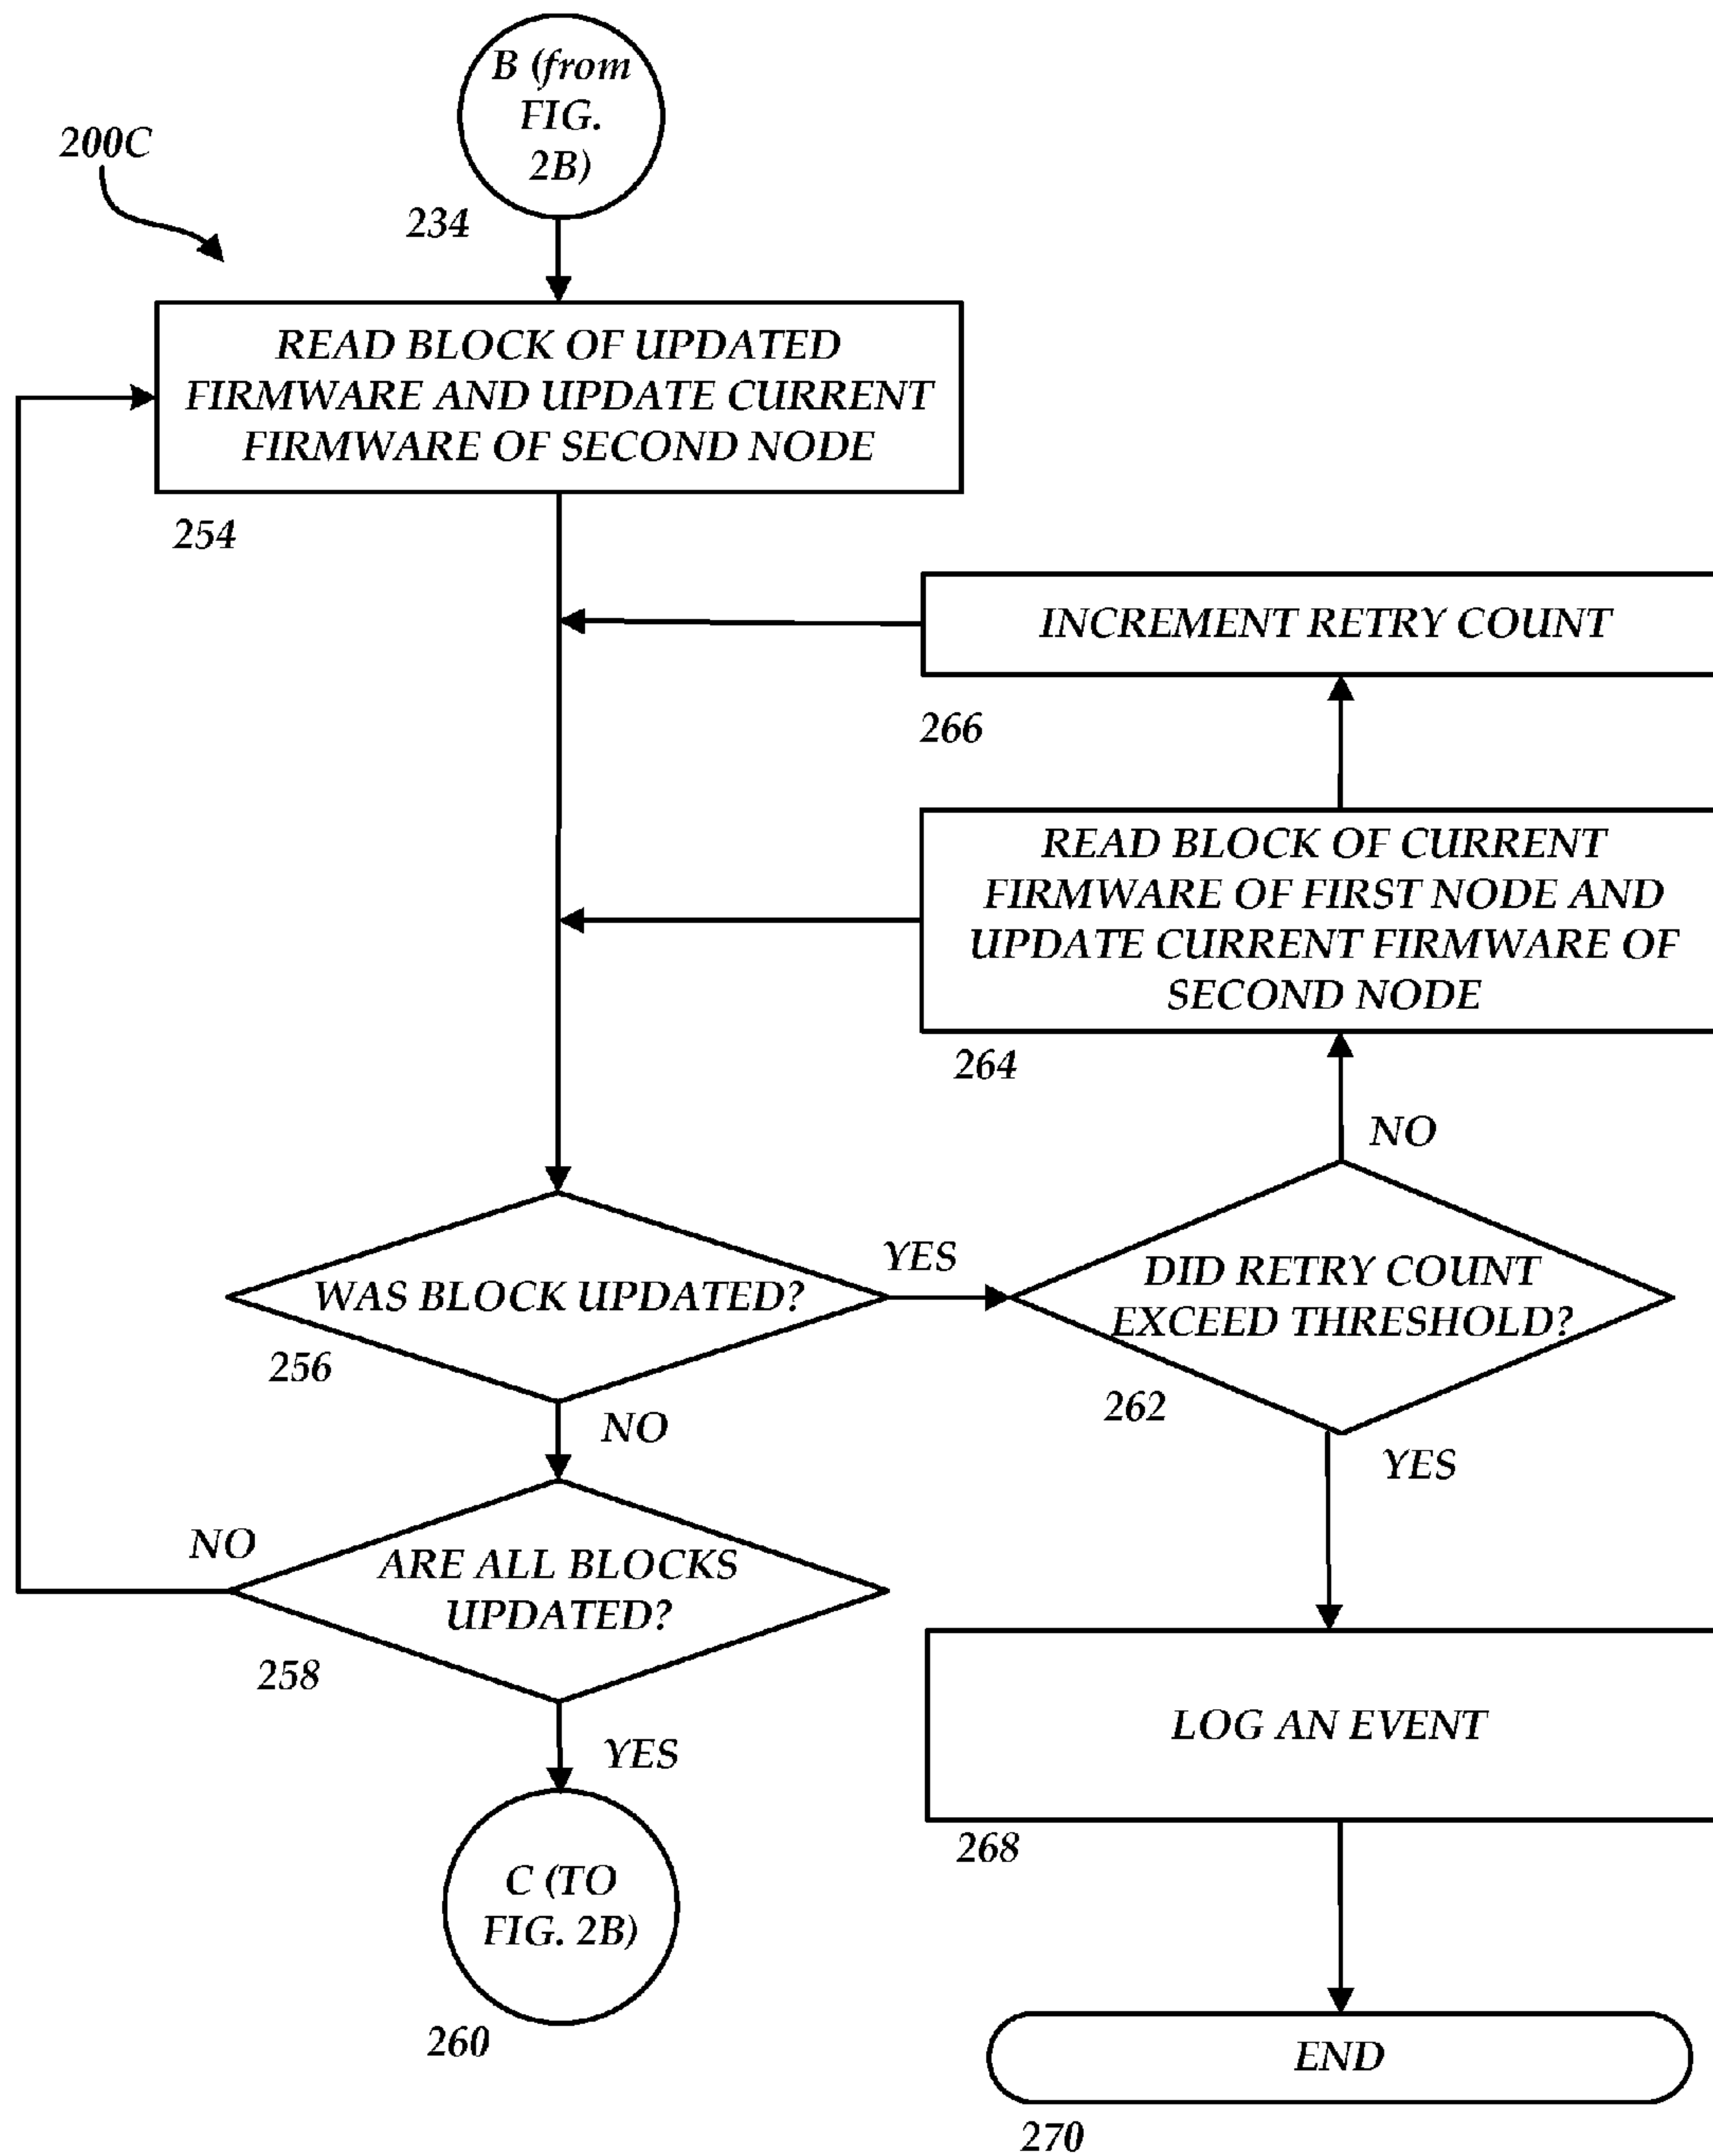 B (from
FIG.
2B)
200C
234
READ BLOCK OF UPDATED
FIRMWARE AND UPDATE CURRENT
FIRMWARE OF SECOND NODE
254
INCREMENT RETRY COUNT
266
READ BLOCK OF CURRENT
FIRMWARE OF FIRST NODE AND
UPDATE CURRENT FIRMWARE OF
SECOND NODE
264
NO
WAS BLOCK UPDATED?
YES
DID RETRY COUNT
EXCEED THRESHOLD?
256
262
NO
YES
ARE ALL BLOCKS
UPDATED?
NO
258
YES
LOG AN EVENT
268
C (TO
FIG. 2B)
260
END
270